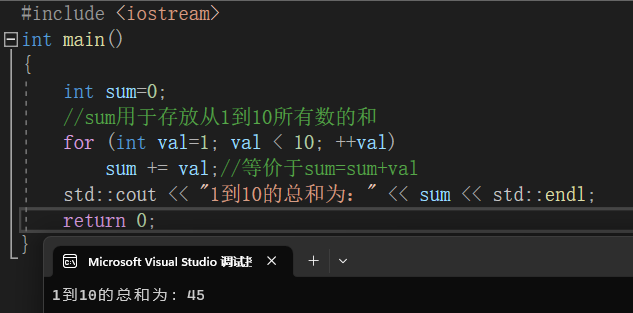 #include <iostream>
int main()
{
int sum=0;
//sum用于存放从1到10所有数的和
for (int val=1; val < 10; ++val)
sum += val;//等价于sum=sum+val
std::cout << "1到10的总和为：" << sum << std::endl;
return 0;
}
Microsoft Visual Studio 调试
1到10的总和为：45